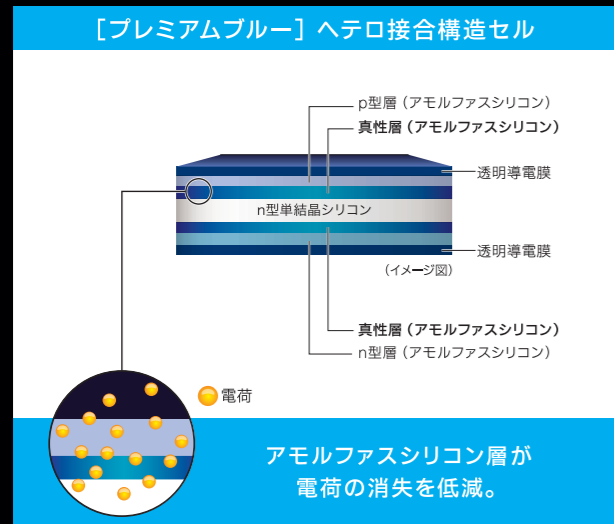 ［プレミアムブルー］ヘテロ接合構造セル
p型層（アモルファスシリコン）
真性層（アモルファスシリコン）
透明導電膜
n型単結晶シリコン
透明導電膜
（イメージ図）
真性層（アモルファスシリコン）
n型層（アモルファスシリコン）
電荷
アモルファスシリコン層が
電荷の消失を低減。